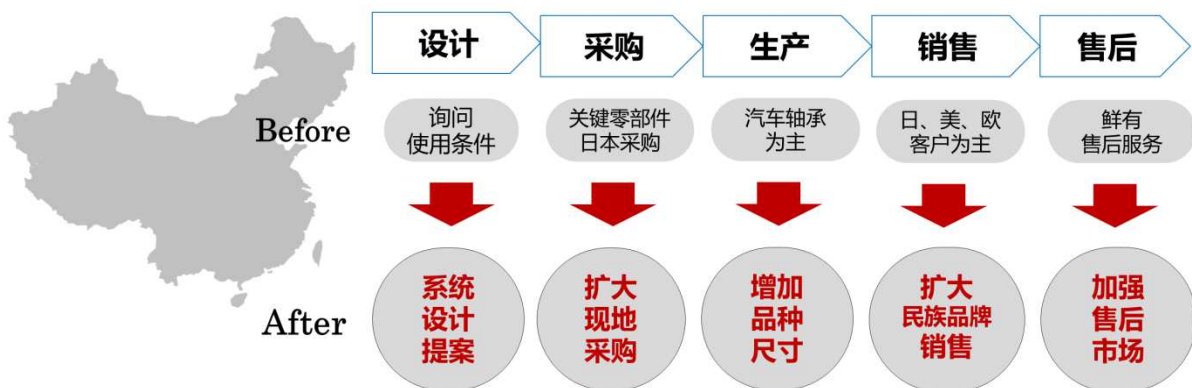 设计 采购 生产 销售 售后
Before
询问
使用条件
关键零部件
日本采购
汽车轴承
为主
日、美、欧
客户为主
鲜有
售后服务
After
系统
设计
提案
扩大
现地
采购
增加
品种
尺寸
扩大
民族品牌
销售
加强
售后
市场